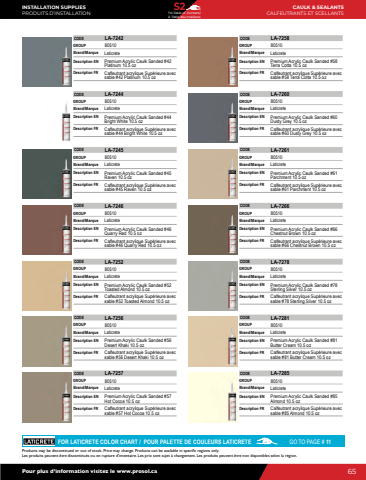 INSTALLATION SUPPLIES
PRODUITS D'INSTALLATION
S2
CAULK & SEALANTS
CALFEUTRANTS ET SCELLANTS
CODE LA-7242
GROUP 80510
Brand/Marque Laticrete
Description EN Premium Acrylic Caulk Sanded #42
Platinum 10.5 oz
Description FR Calfeutrant acrylique Supérieure avec
sable #42 Platinum 10.5 oz
CODE LA-7244
GROUP 80510
Brand/Marque Laticrete
Description EN Premium Acrylic Caulk Sanded #44
Bright White 10.5 oz
Description FR Calfeutrant acrylique Supérieure avec
sable #44 Bright White 10.5 oz
CODE LA-7245
GROUP 80510
Brand/Marque Laticrete
Description EN Premium Acrylic Caulk Sanded #45
Raven 10.5 oz
Description FR Calfeutrant acrylique Supérieure avec
sable #45 Raven 10.5 oz
CODE LA-7246
GROUP 80510
Brand/Marque Laticrete
Description EN Premium Acrylic Caulk Sanded #46
Quarry Red 10.5 oz
Description FR Calfeutrant acrylique Supérieure avec
sable #46 Quarry Red 10.5 oz
CODE LA-7252
GROUP 80510
Brand/Marque Laticrete
Description EN Premium Acrylic Caulk Sanded #52
Toasted Almond 10.5 oz
Description FR Calfeutrant acrylique Supérieure avec
sable #52 Toasted Almond 10.5 oz
CODE LA-7256
GROUP 80510
Brand/Marque Laticrete
Description EN Premium Acrylic Caulk Sanded #56
Desert Khaki 10.5 oz
Description FR Calfeutrant acrylique Supérieure avec
sable #56 Desert Khaki 10.5 oz
CODE LA-7257
GROUP 80510
Brand/Marque Laticrete
Description EN Premium Acrylic Caulk Sanded #57
Hot Cocoa 10.5 oz
Description FR Calfeutrant acrylique Supérieure avec
sable #57 Hot Cocoa 10.5 oz
CODE LA-7258
GROUP 80510
Brand/Marque Laticrete
Description EN Premium Acrylic Caulk Sanded #58
Terra Cotta 10.5 oz
Description FR Calfeutrant acrylique Supérieure avec
sable #58 Terra Cotta 10.5 oz
CODE LA-7260
GROUP 80510
Brand/Marque Laticrete
Description EN Premium Acrylic Caulk Sanded #60
Dusty Grey 10.5 oz
Description FR Calfeutrant acrylique Supérieure avec
sable #60 Dusty Grey 10.5 oz
CODE LA-7261
GROUP 80510
Brand/Marque Laticrete
Description EN Premium Acrylic Caulk Sanded #61
Parchment 10.5 oz
Description FR Calfeutrant acrylique Supérieure avec
sable #61 Parchment 10.5 oz
CODE LA-7266
GROUP 80510
Brand/Marque Laticrete
Description EN Premium Acrylic Caulk Sanded #66
Chestnut Brown 10.5 oz
Description FR Calfeutrant acrylique Supérieure avec
sable #66 Chestnut Brown 10.5 oz
CODE LA-7278
GROUP 80510
Brand/Marque Laticrete
Description EN Premium Acrylic Caulk Sanded #78
Sterling Silver 10.5 oz
Description FR Calfeutrant acrylique Supérieure avec
sable #78 Sterling Silver 10.5 oz
CODE LA-7281
GROUP 80510
Brand/Marque Laticrete
Description EN Premium Acrylic Caulk Sanded #81
Butter Cream 10.5 oz
Description FR Calfeutrant acrylique Supérieure avec
sable #81 Butter Cream 10.5 oz
CODE LA-7285
GROUP 80510
Brand/Marque Laticrete
Description EN Premium Acrylic Caulk Sanded #85
Almond 10.5 oz
Description FR Calfeutrant acrylique Supérieure avec
sable #85 Almond 10.5 oz
LATICRETE FOR LATICRETE COLOR CHART / POUR PALETTE DE COULEURS LATICRETE GO TO PAGE # 11
Products may be discontinued or out of stock. Price may change. Products can be available in specific regions only.
Les produits peuvent être discontinués ou en rupture d'inventaire. Les prix sont sujet à changement. Les produits peuvent être non disponibles selon la région.
Pour plus d'information visitez le www.prosol.ca
65